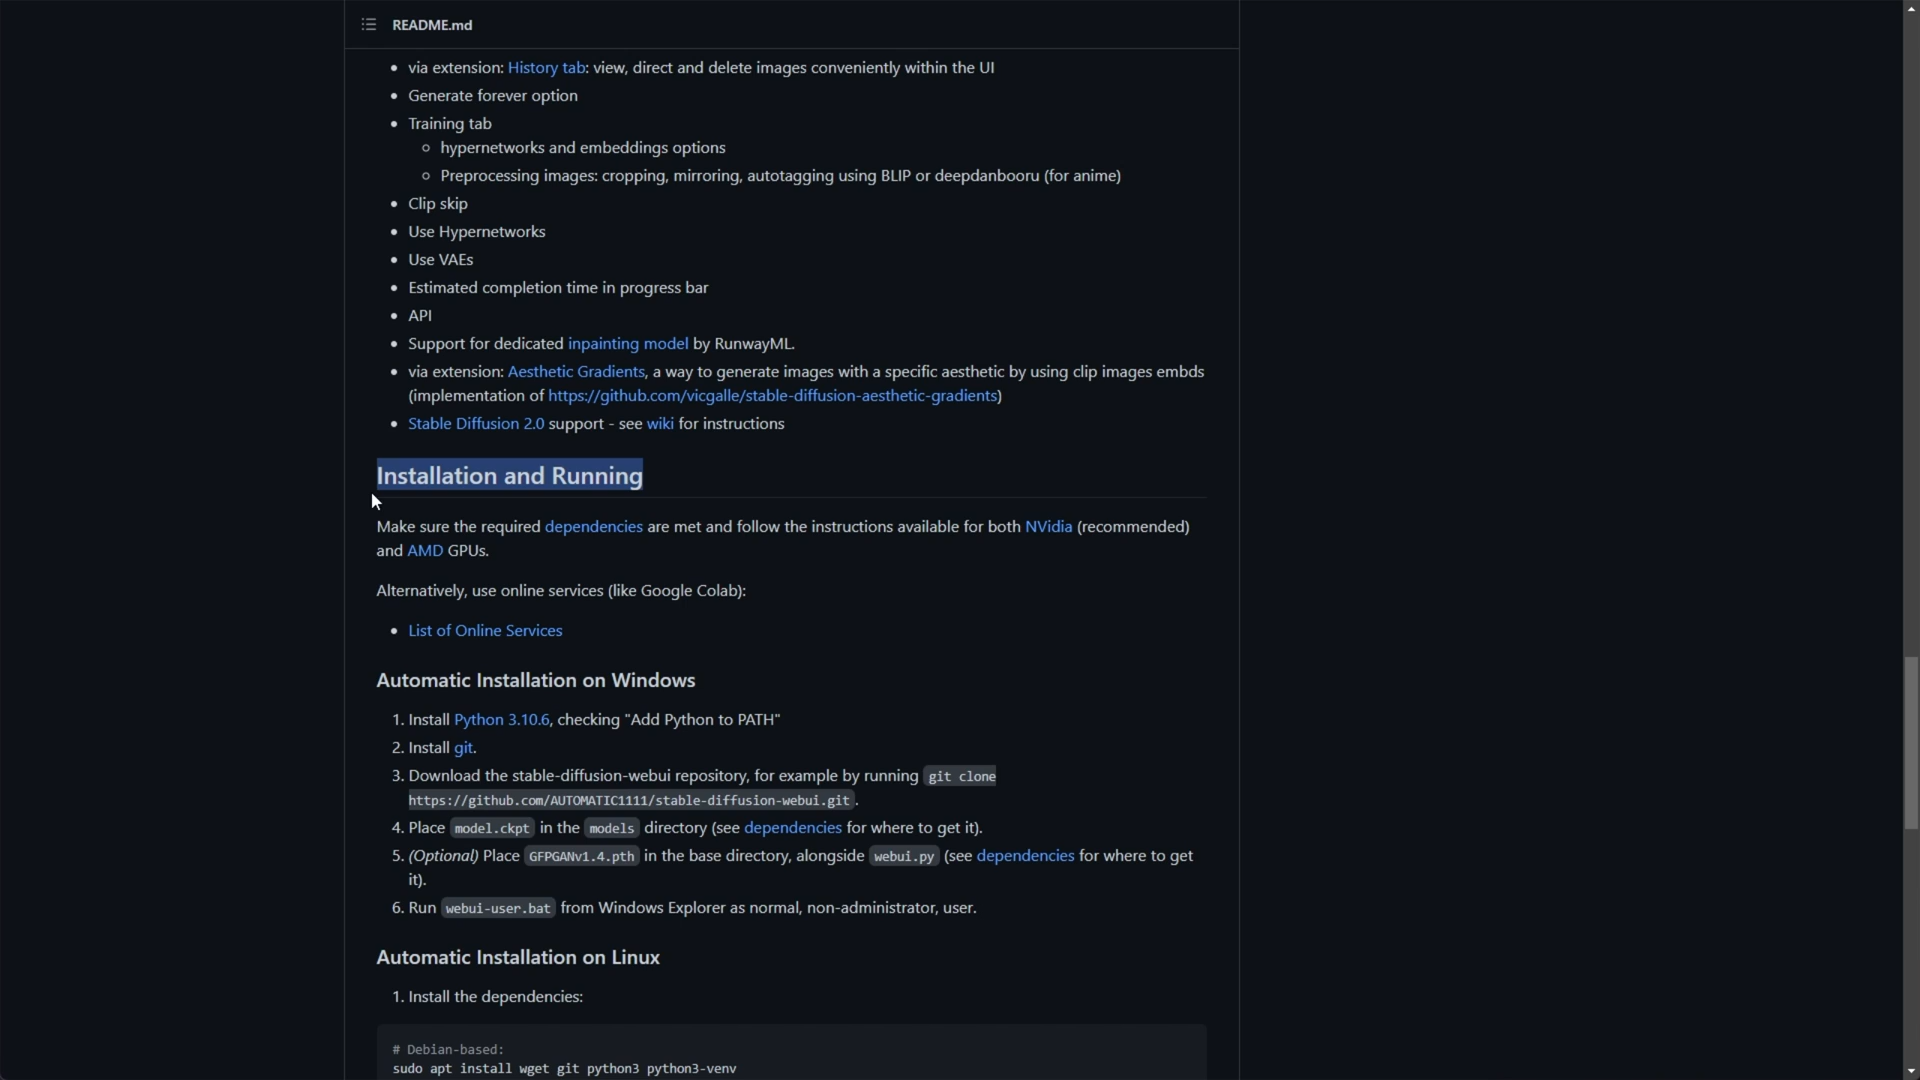 README.md
• via extension: History tab: view, direct and delete images conveniently within the UI
• Generate forever option
• Training tab
○ hypernetworks and embeddings options
○ Preprocessing images: cropping, mirroring, autotagging using BLIP or deepdanbooru (for anime)
• Clip skip
• Use Hypernetworks
• Use VAEs
• Estimated completion time in progress bar
• API
• Support for dedicated inpainting model by RunwayML.
• via extension: Aesthetic Gradients, a way to generate images with a specific aesthetic by using clip images embds
(implementation of https://github.com/vicgalle/stable-diffusion-aesthetic-gradients)
• Stable Diffusion 2.0 support - see wiki for instructions
Installation and Running
Make sure the required dependencies are met and follow the instructions available for both NVidia (recommended)
and AMD GPUs.
Alternatively, use online services (like Google Colab):
• List of Online Services
Automatic Installation on Windows
1. Install Python 3.10.6, checking "Add Python to PATH"
2. Install git.
3. Download the stable-diffusion-webui repository, for example by running git clone
https://github.com/AUTOMATIC1111/stable-diffusion-webui.git.
4. Place model.ckpt in the models directory (see dependencies for where to get it).
5. (Optional) Place GFPGANv1.4.pth in the base directory, alongside webui.py (see dependencies for where to get
it).
6. Run webui-user.bat from Windows Explorer as normal, non-administrator, user.
Automatic Installation on Linux
1. Install the dependencies:
# Debian-based:
sudo apt install wget git python3 python3-venv